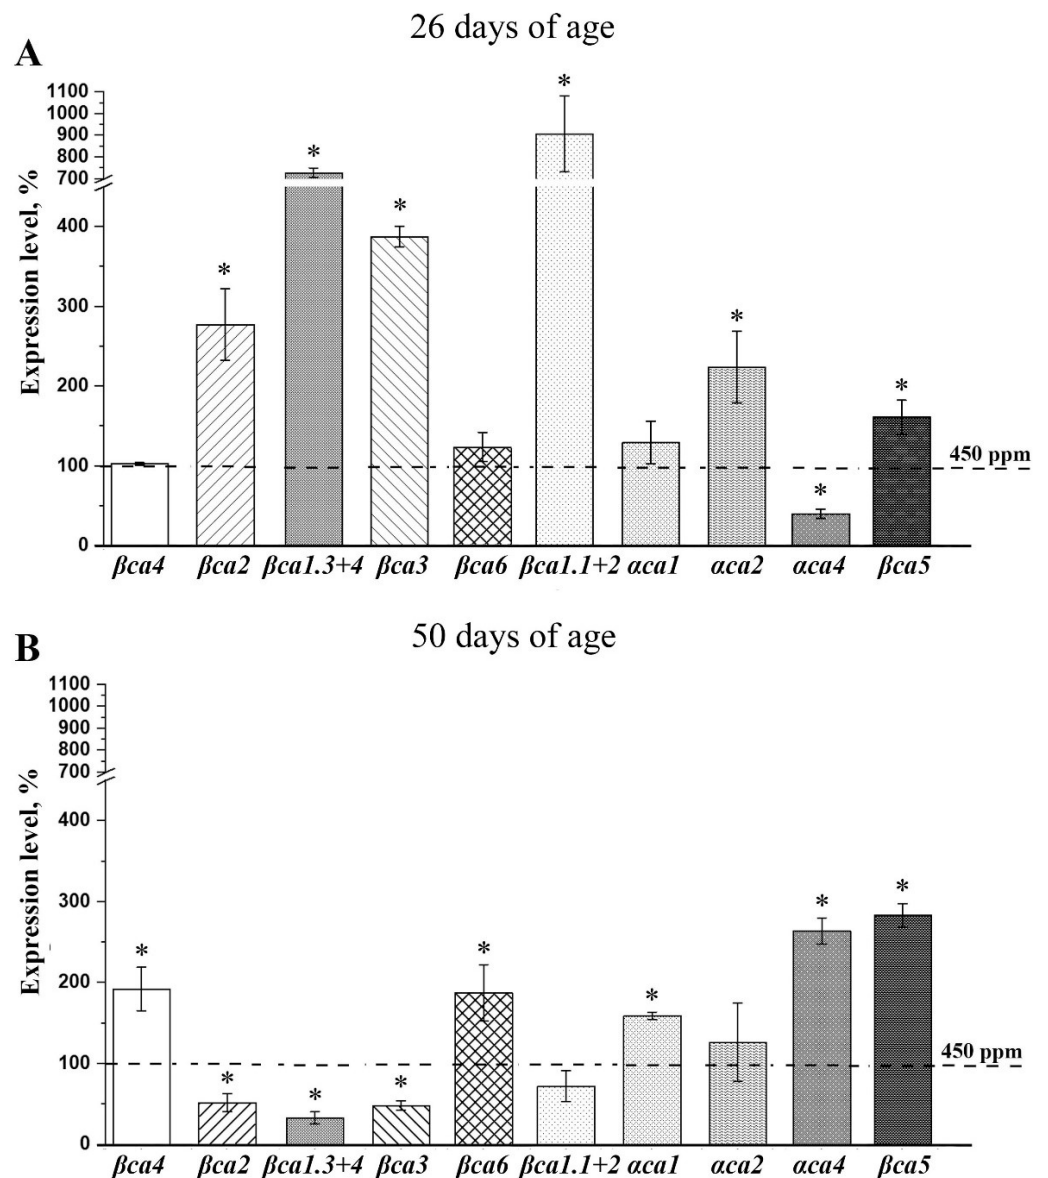 26 days of age
A
1100
1000
900
800
700
400
300
200
100
0
Expression level, %
* * * * * * *
450 ppm
βca4 βca2 βca1.3+4 βca3 βca6 βca1.1+2 αca1 αca2 αca4 βca5
50 days of age
B
1100
1000
900
800
700
400
300
200
100
0
Expression level, %
* * * * * * * *
450 ppm
βca4 βca2 βca1.3+4 βca3 βca6 βca1.1+2 αca1 αca2 αca4 βca5